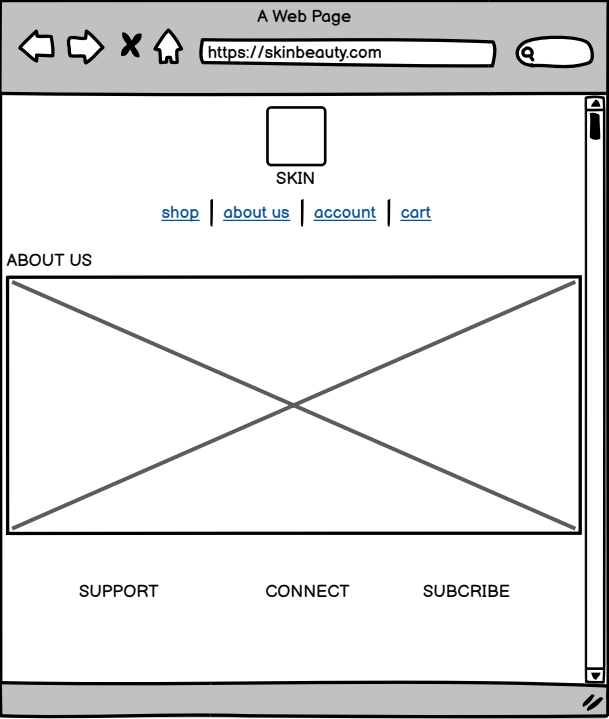 A Web Page
https://skinbeauty.com
SKIN
shop | about us | account | cart
ABOUT US
SUPPORT CONNECT SUBCRIBE